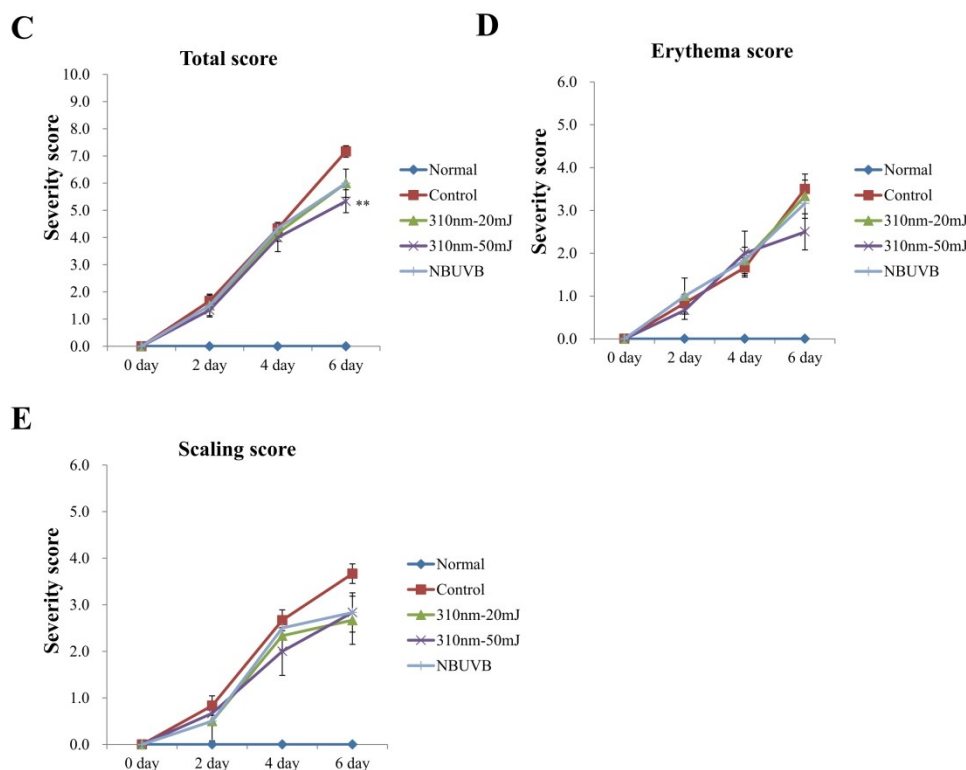 C
Total score
Severity score
10.0
9.0
8.0
7.0
6.0
5.0
4.0
3.0
2.0
1.0
0.0
0 day 2 day 4 day 6 day
**
Normal
Control
310nm-20mJ
310nm-50mJ
NBUVB
D
Erythema score
Severity score
6.0
5.0
4.0
3.0
2.0
1.0
0.0
0 day 2 day 4 day 6 day
Normal
Control
310nm-20mJ
310nm-50mJ
NBUVB
E
Scaling score
Severity score
6.0
5.0
4.0
3.0
2.0
1.0
0.0
0 day 2 day 4 day 6 day
Normal
Control
310nm-20mJ
310nm-50mJ
NBUVB